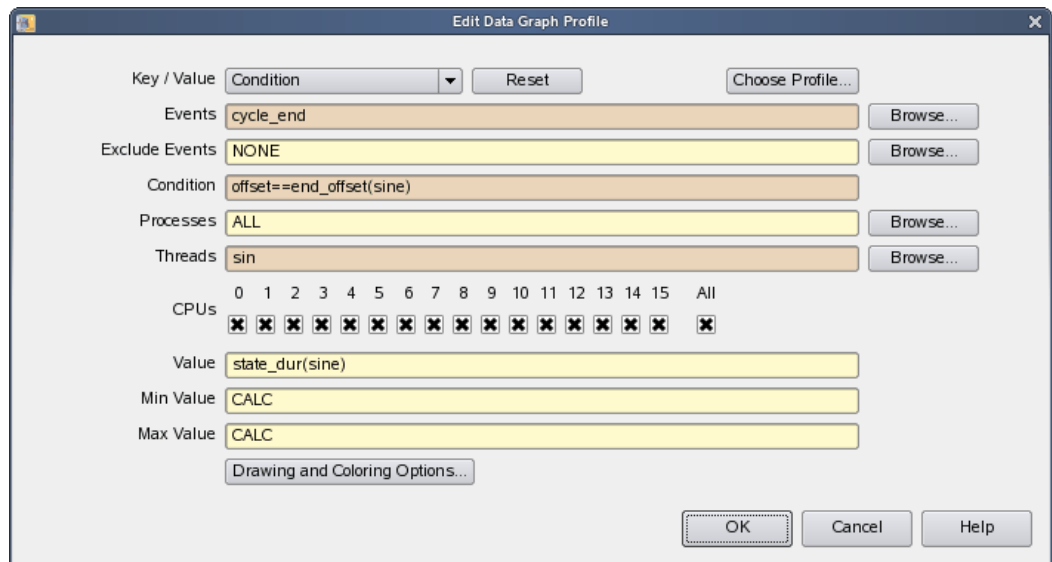 Edit Data Graph Profile
Key / Value Condition Reset Choose Profile...
Events cycle_end Browse...
Exclude Events NONE Browse...
Condition offset==end_offset(sine)
Processes ALL Browse...
Threads sin Browse...
0 1 2 3 4 5 6 7 8 9 10 11 12 13 14 15 All
CPUs
Value state_dur(sine)
Min Value CALC
Max Value CALC
Drawing and Coloring Options...
OK Cancel Help